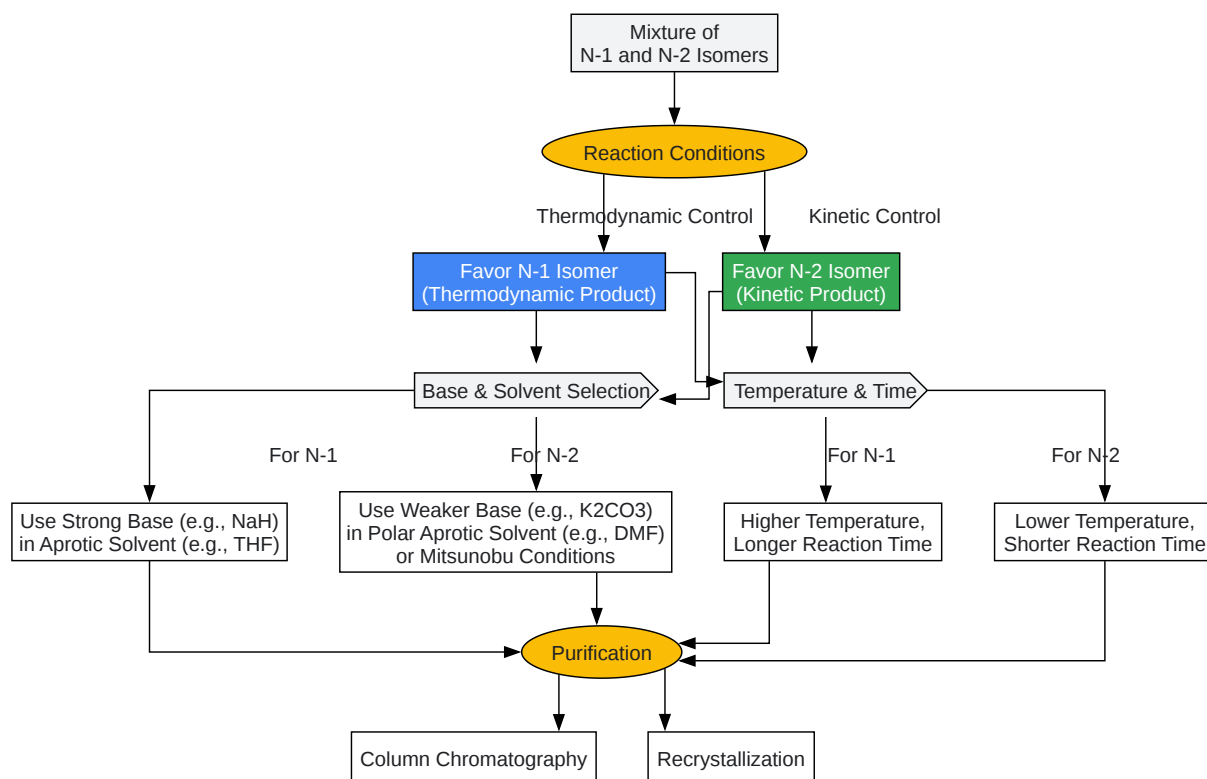 Mixture of
N-1 and N-2 Isomers
Reaction Conditions
Thermodynamic Control
Kinetic Control
Favor N-1 Isomer
(Thermodynamic Product)
Favor N-2 Isomer
(Kinetic Product)
Base & Solvent Selection
Temperature & Time
For N-1
For N-2
For N-1
For N-2
Use Strong Base (e.g., NaH)
in Aprotic Solvent (e.g., THF)
Use Weaker Base (e.g., K2CO3)
in Polar Aprotic Solvent (e.g., DMF)
or Mitsunobu Conditions
Higher Temperature,
Longer Reaction Time
Lower Temperature,
Shorter Reaction Time
Purification
Column Chromatography
Recrystallization